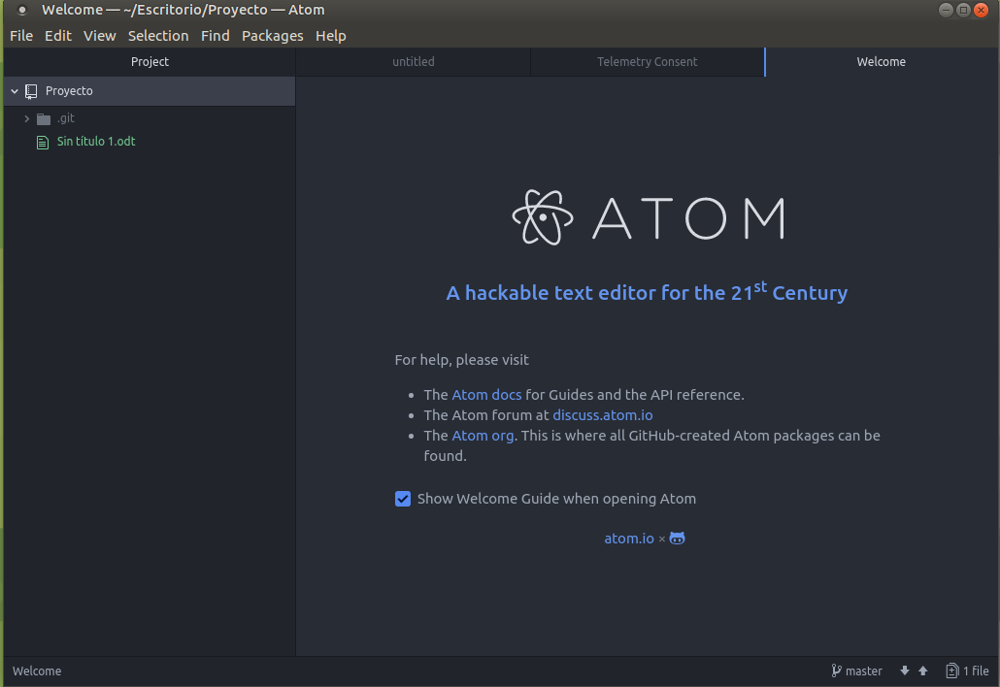 Welcome — ~/Escritorio/Proyecto — Atom
File Edit View Selection Find Packages Help
Project
untitled
Telemetry Consent
Welcome
Proyecto
.git
Sin título 1.odt
ATOM
A hackable text editor for the 21st Century
For help, please visit
• The Atom docs for Guides and the API reference.
• The Atom forum at discuss.atom.io
• The Atom org. This is where all GitHub-created Atom packages can be
found.
Show Welcome Guide when opening Atom
atom.io ×
Welcome
master
1 file